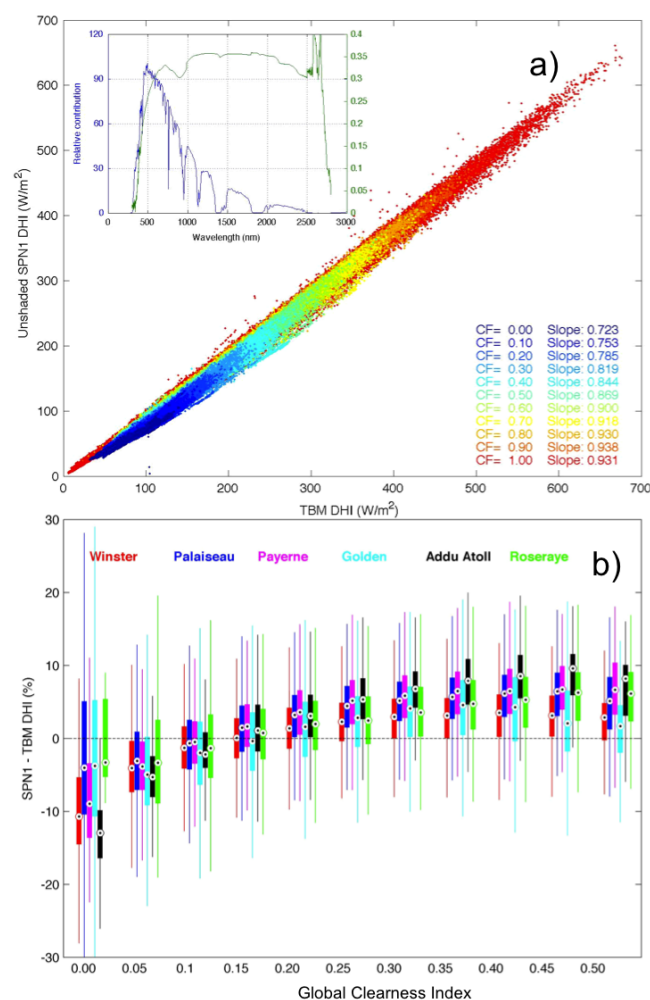 a)
700
600
500
400
300
200
100
0
Unshaded SPN1 DHI (W/m²)
120
90
60
30
0
Relative contribution
0.4
0.35
0.3
0.25
0.2
0.15
0.1
0.05
0
0 500 1000 1500 2000 2500 3000
Wavelength (nm)
CF= 0.00 Slope: 0.723
CF= 0.10 Slope: 0.753
CF= 0.20 Slope: 0.785
CF= 0.30 Slope: 0.819
CF= 0.40 Slope: 0.844
CF= 0.50 Slope: 0.869
CF= 0.60 Slope: 0.900
CF= 0.70 Slope: 0.918
CF= 0.80 Slope: 0.930
CF= 0.90 Slope: 0.938
CF= 1.00 Slope: 0.931
0 100 200 300 400 500 600 700
TBM DHI (W/m²)
b)
30
20
10
0
-10
-20
-30
SPN1 - TBM DHI (%)
Winster Palaiseau Payerne Golden Addu Atoll Roseraye
0.00 0.05 0.1 0.15 0.20 0.25 0.30 0.35 0.40 0.45 0.50
Global Clearness Index